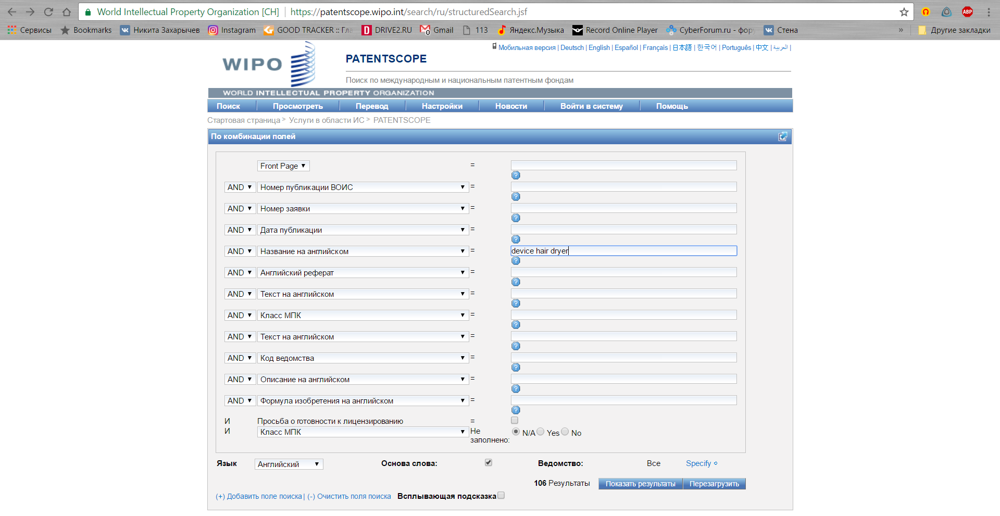 World Intellectual Property Organization [CH] | https://patentscope.wipo.int/search/ru/structuredSearch.jsf
ABP
Сервисы Bookmarks Никита Захарычев Instagram GOOD TRACKER :: Гла DRIVE2.RU Gmail 113 Яндекс.Музыка Record Online Player CyberForum.ru - фору Стена » Другие закладки
Мобильная версия | Deutsch | English | Español | Français | 日本語 | 한국어 | Português | 中文 | العربية |
WIPO
PATENTSCOPE
Поиск по международным и национальным патентным фондам
WORLD INTELLECTUAL PROPERTY ORGANIZATION
Поиск Просмотреть Перевод Настройки Новости Войти в систему Помощь
Стартовая страница > Услуги в области ИС > PATENTSCOPE
По комбинации полей
Front Page =
AND Номер публикации ВОИС =
AND Номер заявки =
AND Дата публикации =
AND Название на английском = device hair dryer
AND Английский реферат =
AND Текст на английском =
AND Класс МПК =
AND Текст на английском =
AND Код ведомства =
AND Описание на английском =
AND Формула изобретения на английском =
И Просьба о готовности к лицензированию =
И Класс МПК Не заполнено: N/A Yes No
Язык Английский Основа слова: Ведомство: Все Specify
106 Результаты Показать результаты Перезагрузить
(+) Добавить поле поиска | (-) Очистить поля поиска Всплывающая подсказка